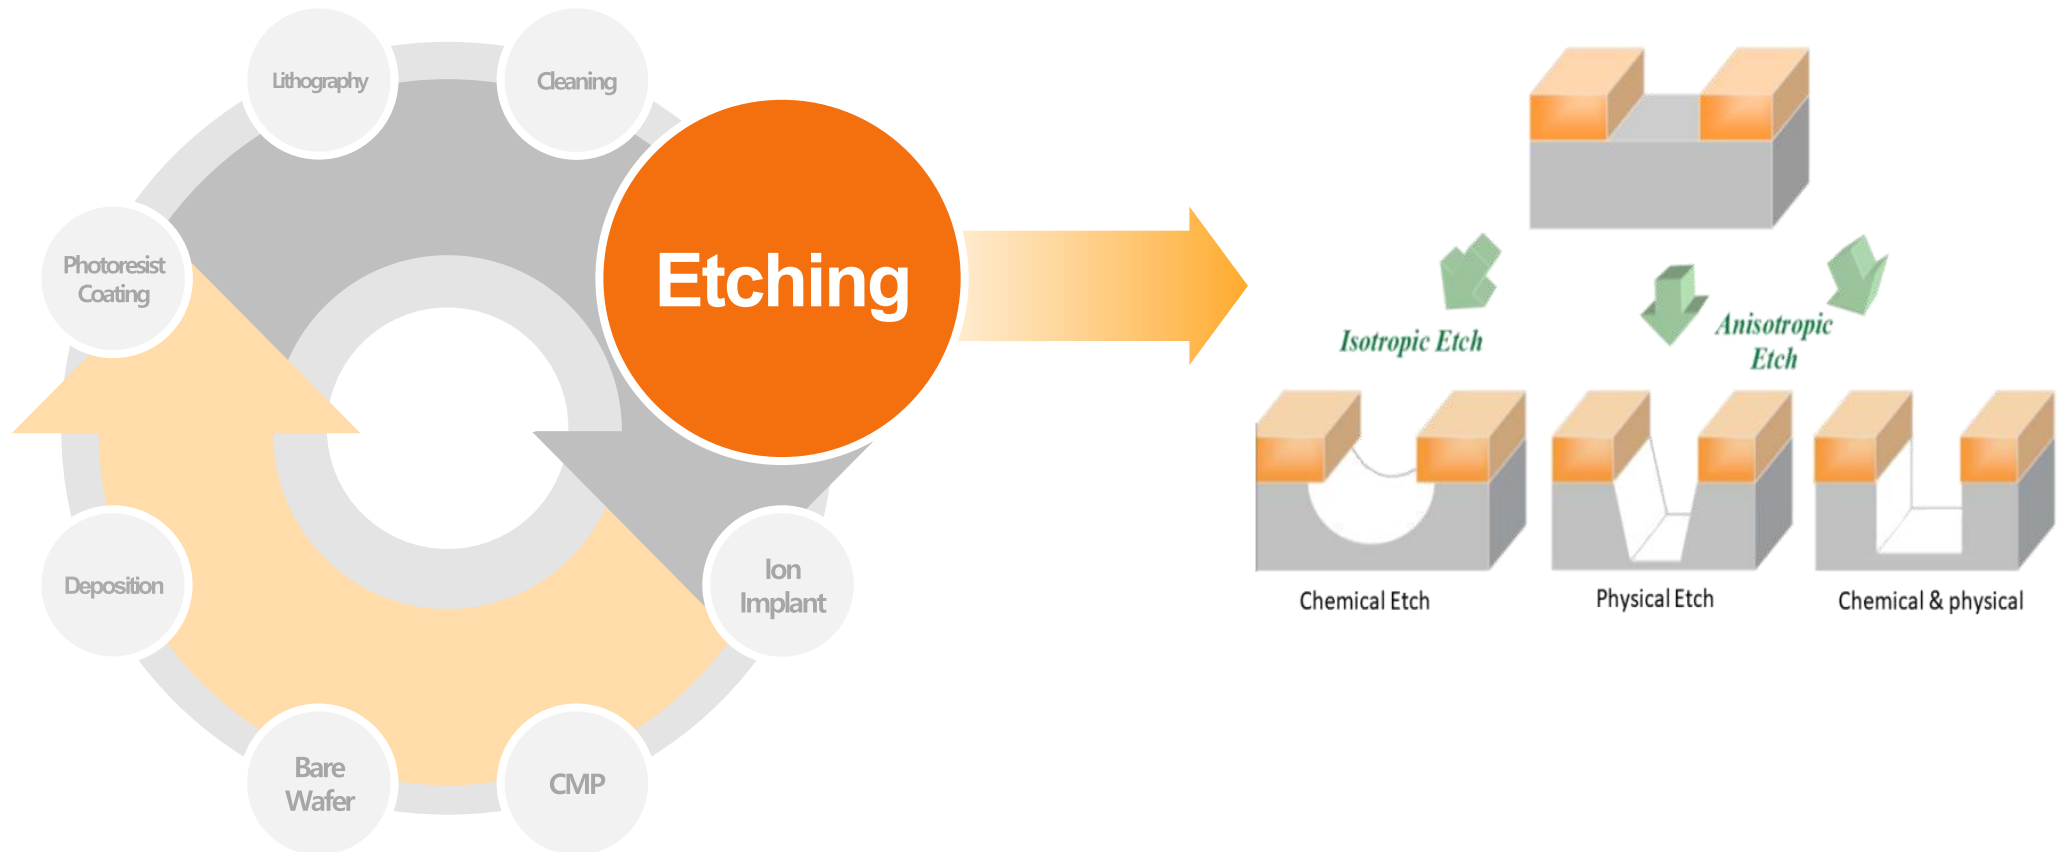 Lithography
Cleaning
Photoresist
Coating
Etching
Deposition
Ion
Implant
Bare
Wafer
CMP
Isotropic Etch
Anisotropic
Etch
Chemical Etch
Physical Etch
Chemical & physical